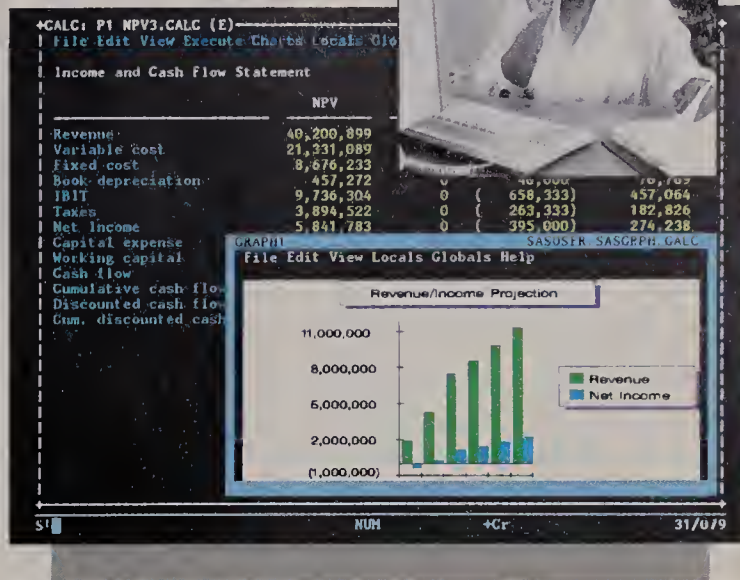 CALC: P1 NPV3.CALC (E)
File Edit View Execute Charts Locals Glo
Income and Cash Flow Statement
NPV
Revenue 40,200,899
Variable cost 21,331,089
Fixed cost 8,676,233
Book depreciation 457,272 0
IBIT 9,736,304 0 ( 658,333) 457,064
Taxes 3,894,522 0 ( 263,333) 182,826
Net Income 5,841,783 0 ( 395,000) 274,238
Capital expense
Working capital
Cash flow
Cumulative cash flo
Discounted cash flo
Cum. discounted cash
GRAPH1 SASUSER.SASGRPH.CALC
File Edit View Locals Globals Help
Revenue/Income Projection
11,000,000
8,000,000
5,000,000
2,000,000
(1,000,000)
Revenue
Net Income
NUM +Cr 31/079